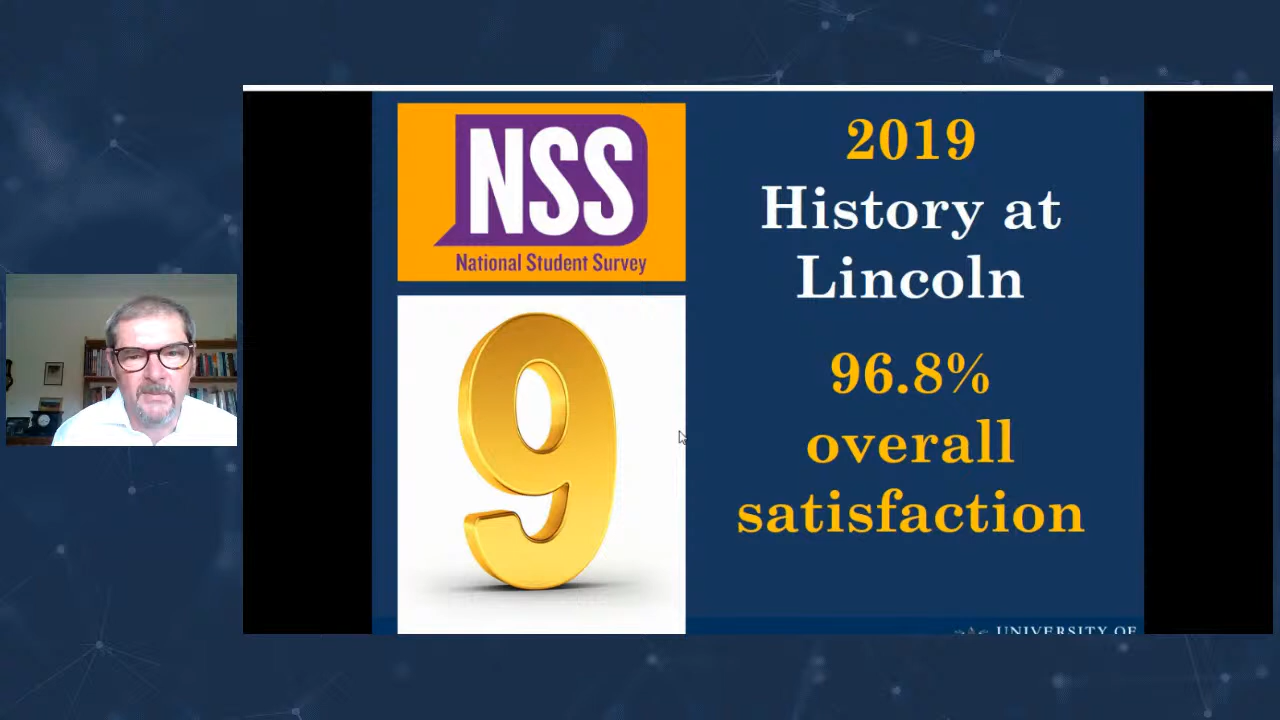 NSS
National Student Survey
9
2019
History at
Lincoln
96.8%
overall
satisfaction
UNIVERSITY OF